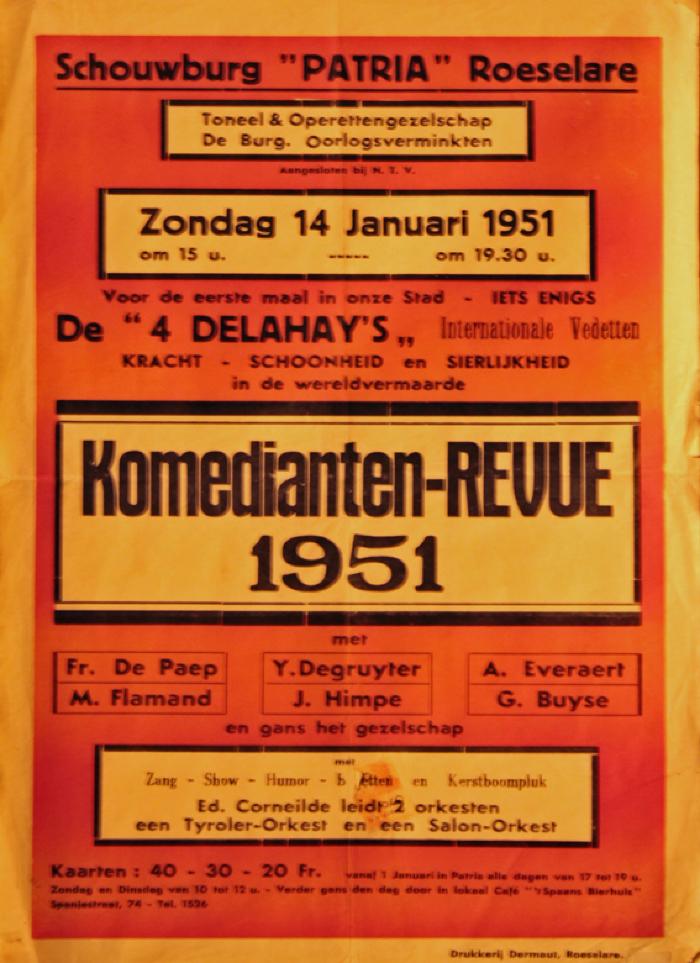 Schouwburg "PATRIA" Roeselare
Toneel & Operettengezelschap
De Burg. Oorlogsverminkten
Aangesloten bij N. T. V.
Zondag 14 Januari 1951
om 15 u. ----- om 19.30 u.
Voor de eerste maal in onze Stad - IETS ENIGS
De "4 DELAHAY'S„ Internationale Vedetten
KRACHT - SCHOONHEID en SIERLIJKHEID
in de wereldvermaarde
Komedianten-REVUE
1951
met
Fr. De Paep Y. Degruyter A. Everaert
M. Flamand J. Himpe G. Buyse
en gans het gezelschap
met
Zang - Show - Humor - en Kerstboompluk
Ed. Corneilde leidt 2 orkesten
een Tyroler-Orkest en een Salon-Orkest
Kaarten : 40 - 30 - 20 Fr. vanaf 1 Januari in Patria alle dagen van 17 tot 19 u.
Zondag en Dinsdag van 10 tot 12 u. - Verder gans den dag door in lokaal Café "'t Spaans Bierhuis"
Spanjestraat, 74 - Tel. 1526
Drukkerij Dermaut, Roeselare.